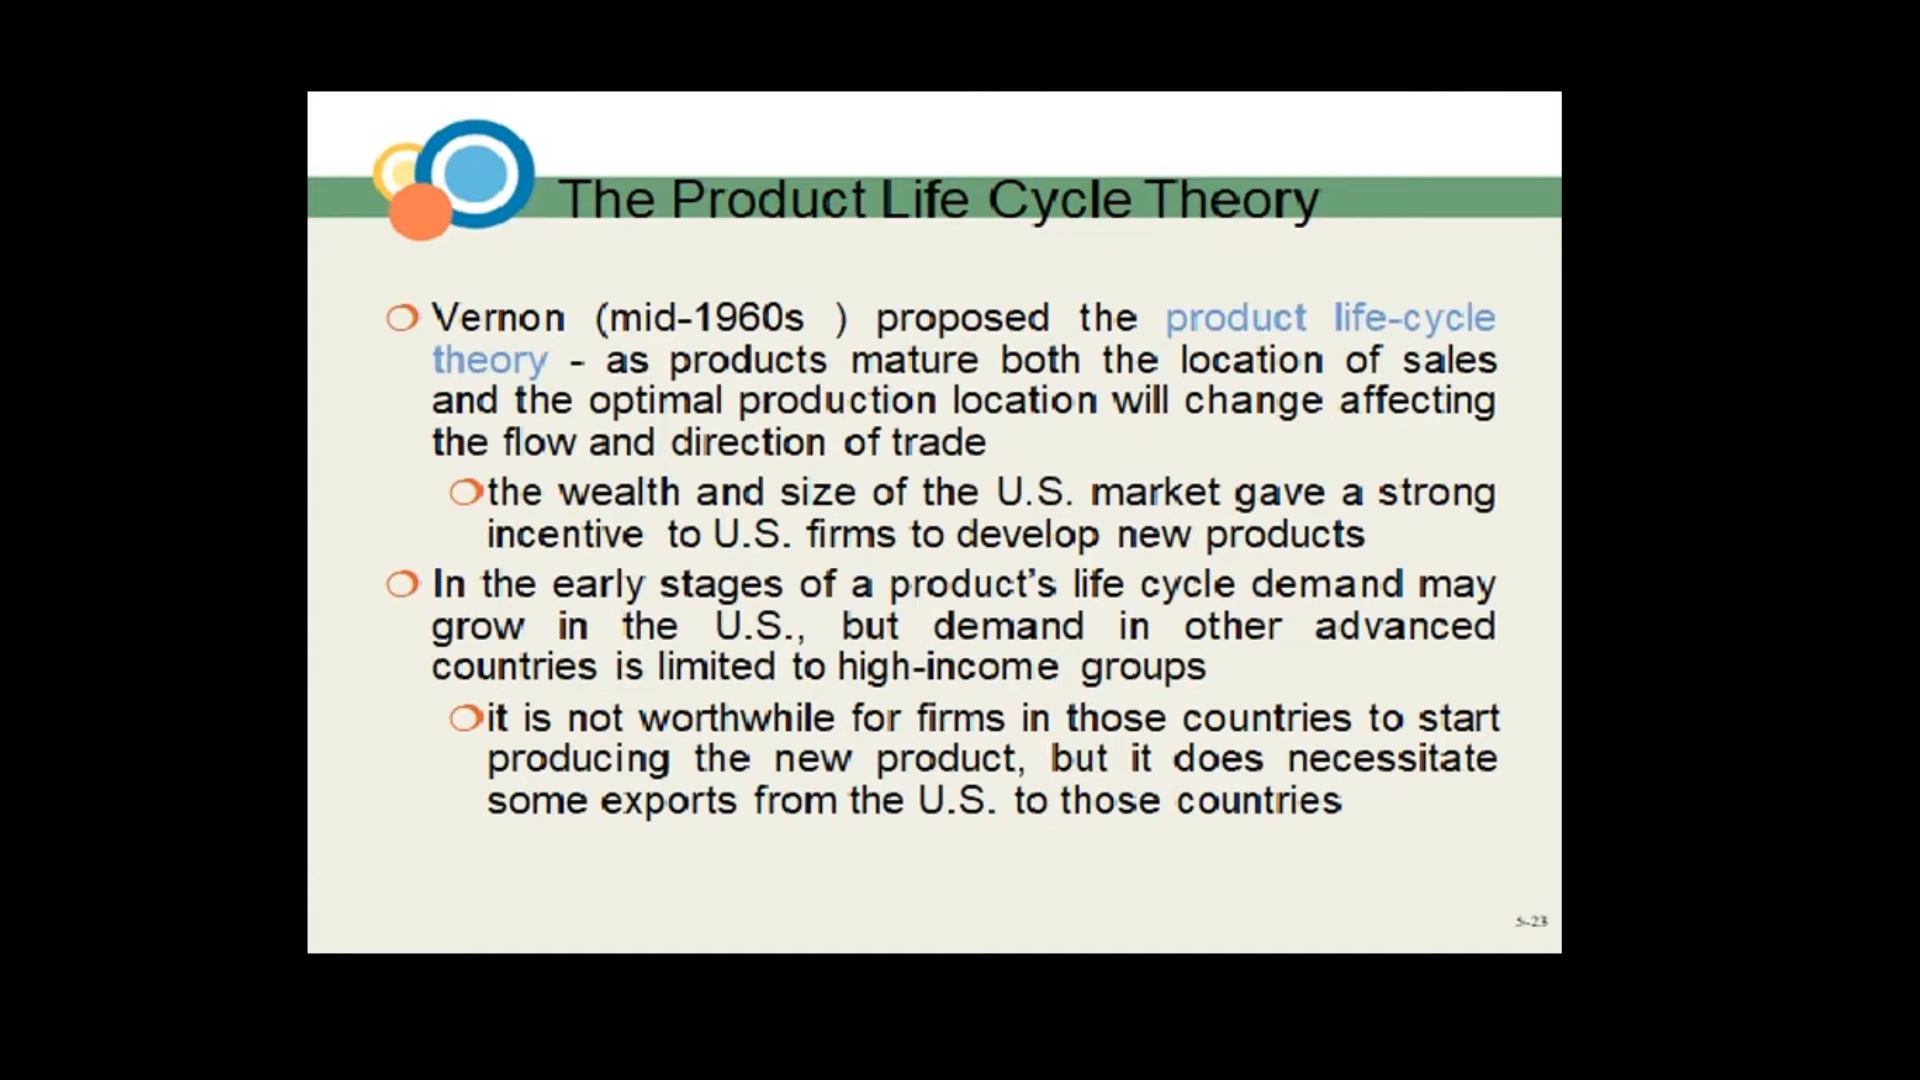 The Product Life Cycle Theory
Vernon (mid-1960s ) proposed the product life-cycle
theory - as products mature both the location of sales
and the optimal production location will change affecting
the flow and direction of trade
the wealth and size of the U.S. market gave a strong
incentive to U.S. firms to develop new products
In the early stages of a product’s life cycle demand may
grow in the U.S., but demand in other advanced
countries is limited to high-income groups
it is not worthwhile for firms in those countries to start
producing the new product, but it does necessitate
some exports from the U.S. to those countries
5-23